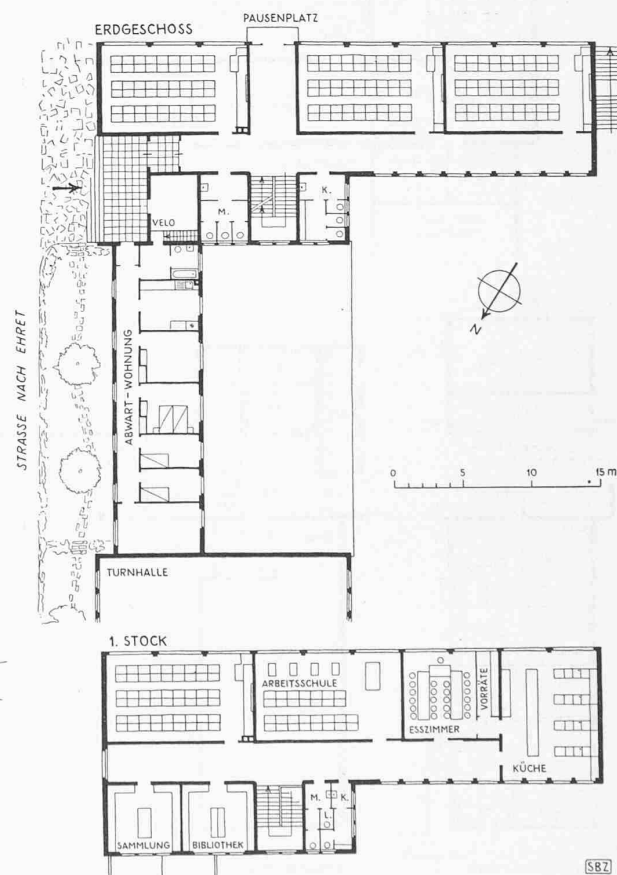 ERDGESCHOSS
PAUSENPLATZ
VELO
M.
K.
N
STRASSE NACH EHRET
ABWART-WOHNUNG
0 5 10 15 m
TURNHALLE
1. STOCK
ARBEITSSCHULE
ESSZIMMER
VORRÄTE
KÜCHE
M. K.
L.
SAMMLUNG
BIBLIOTHEK
SBZ